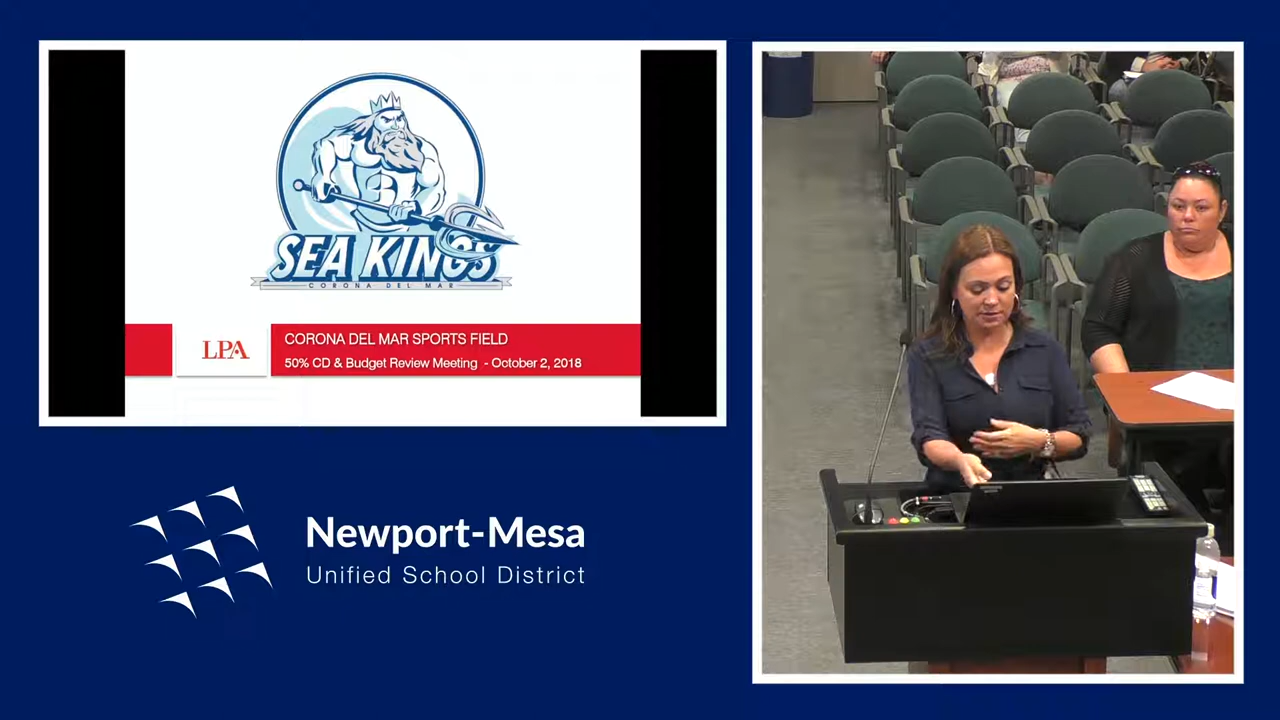 SEA KINGS
CORONA DEL MAR
LPA
CORONA DEL MAR SPORTS FIELD
50% CD & Budget Review Meeting - October 2, 2018
Newport-Mesa
Unified School District